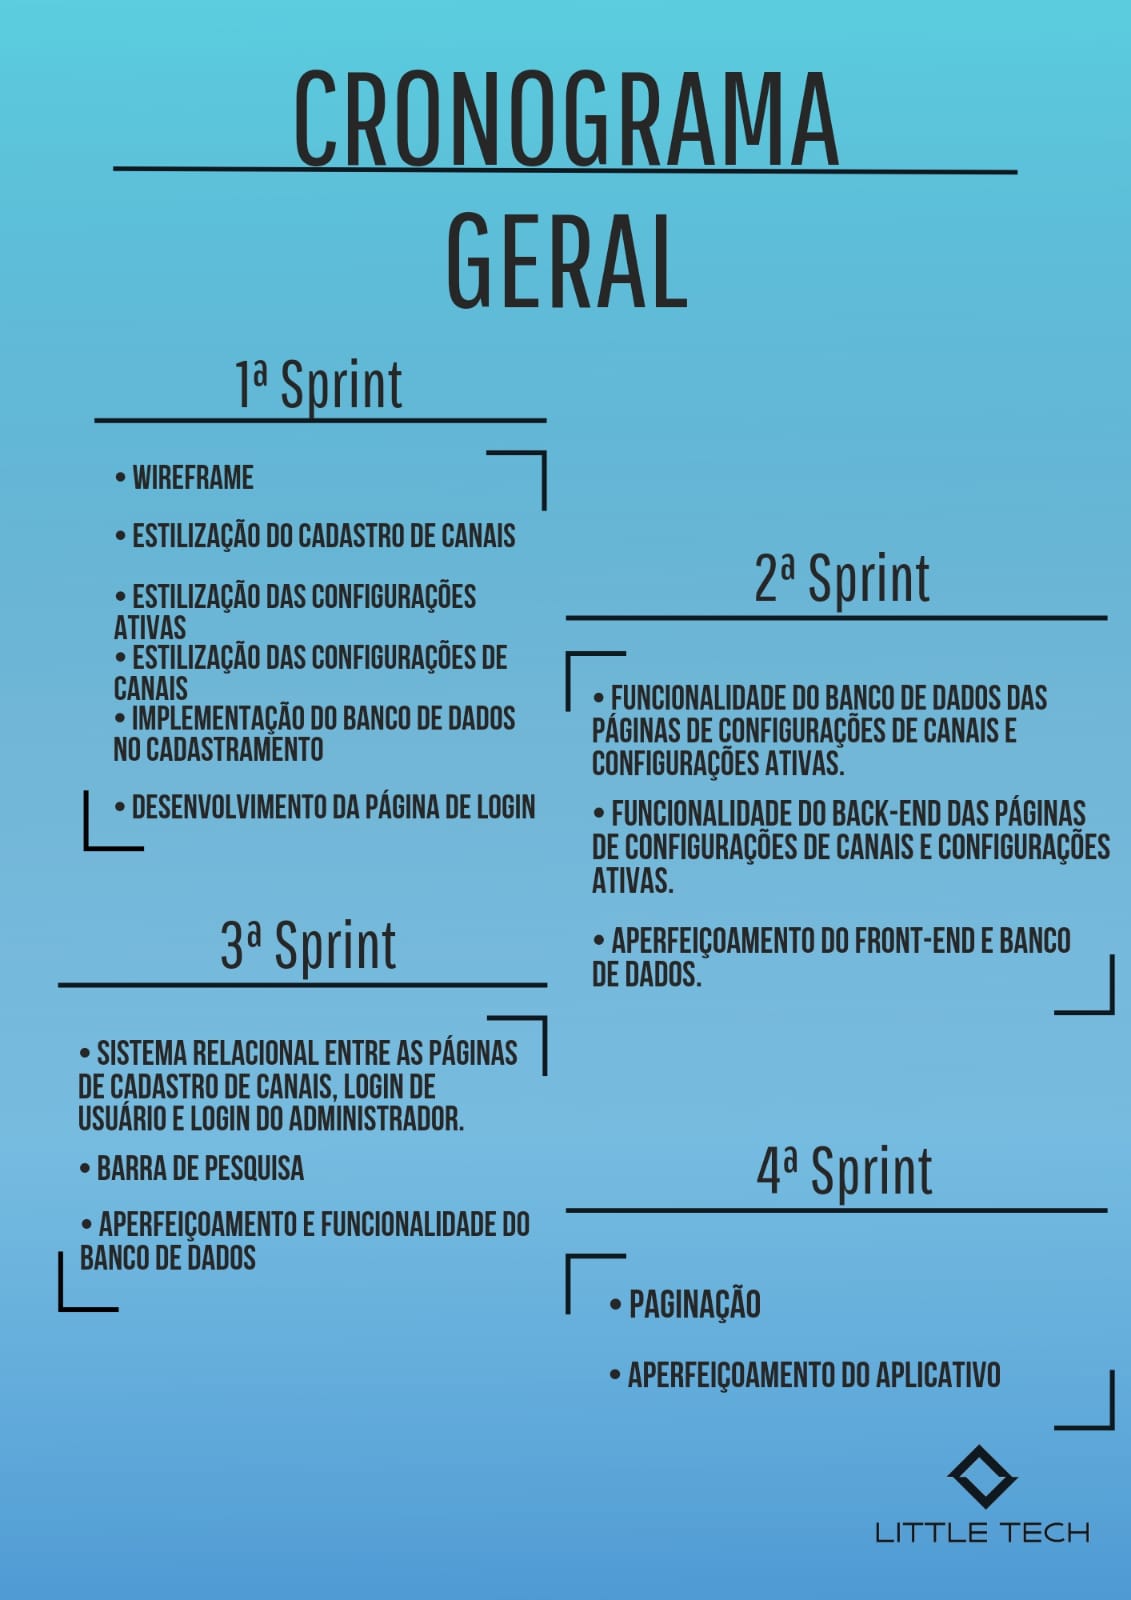 CRONOGRAMA
GERAL
1ª Sprint
• WIREFRAME
• ESTILIZAÇÃO DO CADASTRO DE CANAIS
• ESTILIZAÇÃO DAS CONFIGURAÇÕES
ATIVAS
• ESTILIZAÇÃO DAS CONFIGURAÇÕES DE
CANAIS
• IMPLEMENTAÇÃO DO BANCO DE DADOS
NO CADASTRAMENTO
• DESENVOLVIMENTO DA PÁGINA DE LOGIN
2ª Sprint
• FUNCIONALIDADE DO BANCO DE DADOS DAS
PÁGINAS DE CONFIGURAÇÕES DE CANAIS E
CONFIGURAÇÕES ATIVAS.
• FUNCIONALIDADE DO BACK-END DAS PÁGINAS
DE CONFIGURAÇÕES DE CANAIS E CONFIGURAÇÕES
ATIVAS.
• APERFEIÇOAMENTO DO FRONT-END E BANCO
DE DADOS.
3ª Sprint
• SISTEMA RELACIONAL ENTRE AS PÁGINAS
DE CADASTRO DE CANAIS, LOGIN DE
USUÁRIO E LOGIN DO ADMINISTRADOR.
• BARRA DE PESQUISA
• APERFEIÇOAMENTO E FUNCIONALIDADE DO
BANCO DE DADOS
4ª Sprint
• PAGINAÇÃO
• APERFEIÇOAMENTO DO APLICATIVO
LITTLE TECH